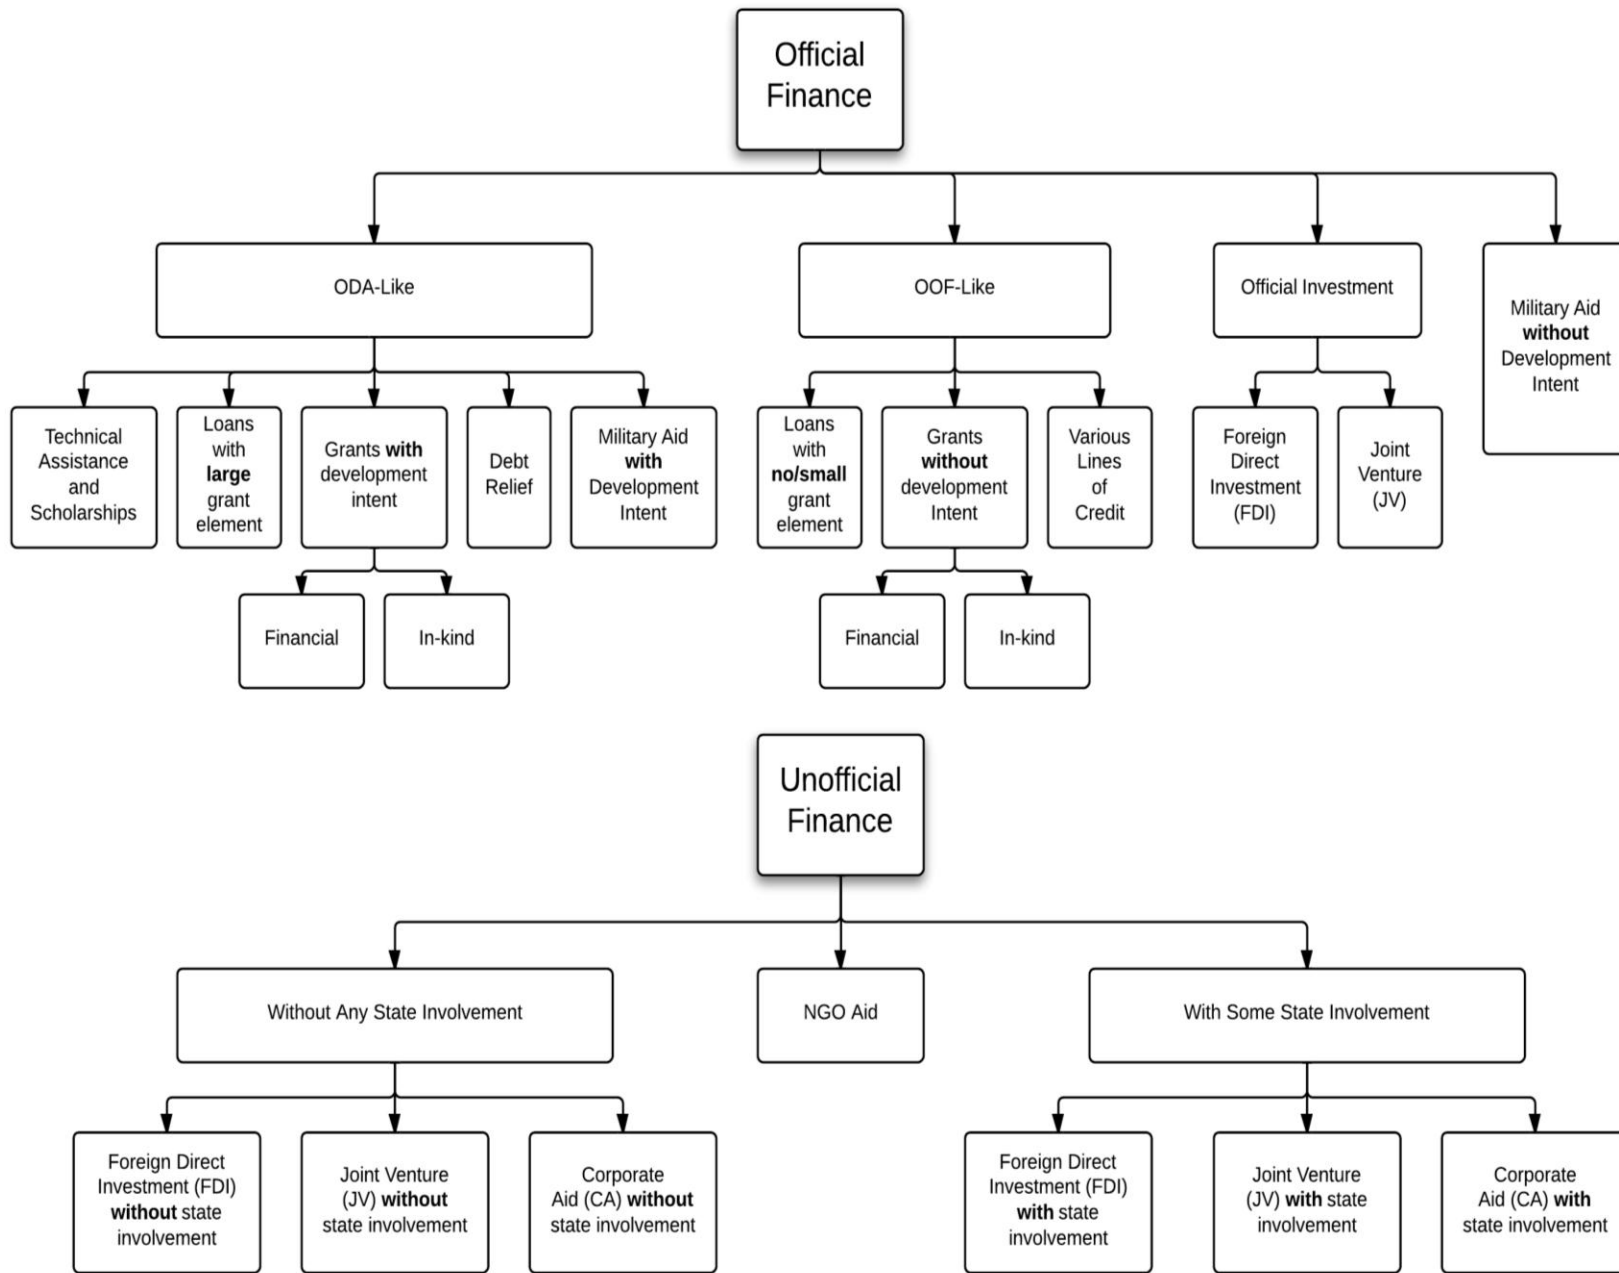 Official
Finance
ODA-Like
OOF-Like
Official Investment
Military Aid
without
Development
Intent
Technical
Assistance
and
Scholarships
Loans
with
large
grant
element
Grants with
development
intent
Debt
Relief
Military Aid
with
Development
Intent
Loans
with
no/small
grant
element
Grants
without
development
Intent
Various
Lines
of
Credit
Foreign
Direct
Investment
(FDI)
Joint
Venture
(JV)
Financial
In-kind
Financial
In-kind
Unofficial
Finance
Without Any State Involvement
NGO Aid
With Some State Involvement
Foreign Direct
Investment (FDI)
without state
involvement
Joint Venture
(JV) without
state involvement
Corporate
Aid (CA) without
state involvement
Foreign Direct
Investment (FDI)
with state
involvement
Joint Venture
(JV) with state
involvement
Corporate
Aid (CA) with
state involvement